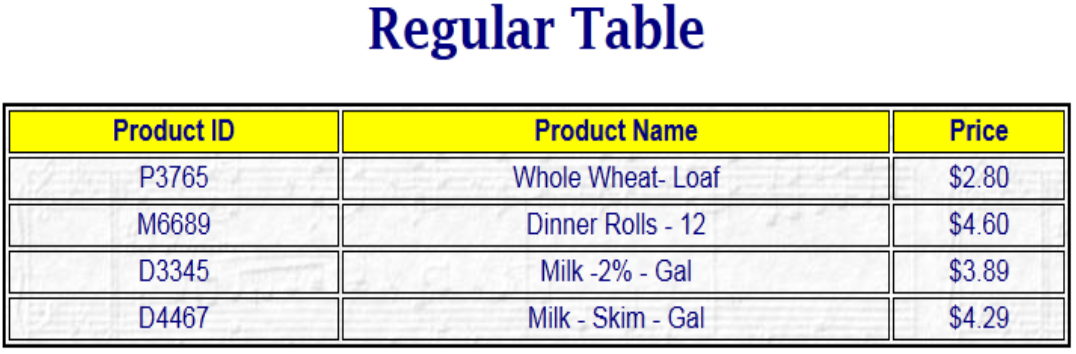 Regular Table
Product ID Product Name Price
P3765 Whole Wheat- Loaf $2.80
M6689 Dinner Rolls - 12 $4.60
D3345 Milk -2% - Gal $3.89
D4467 Milk - Skim - Gal $4.29